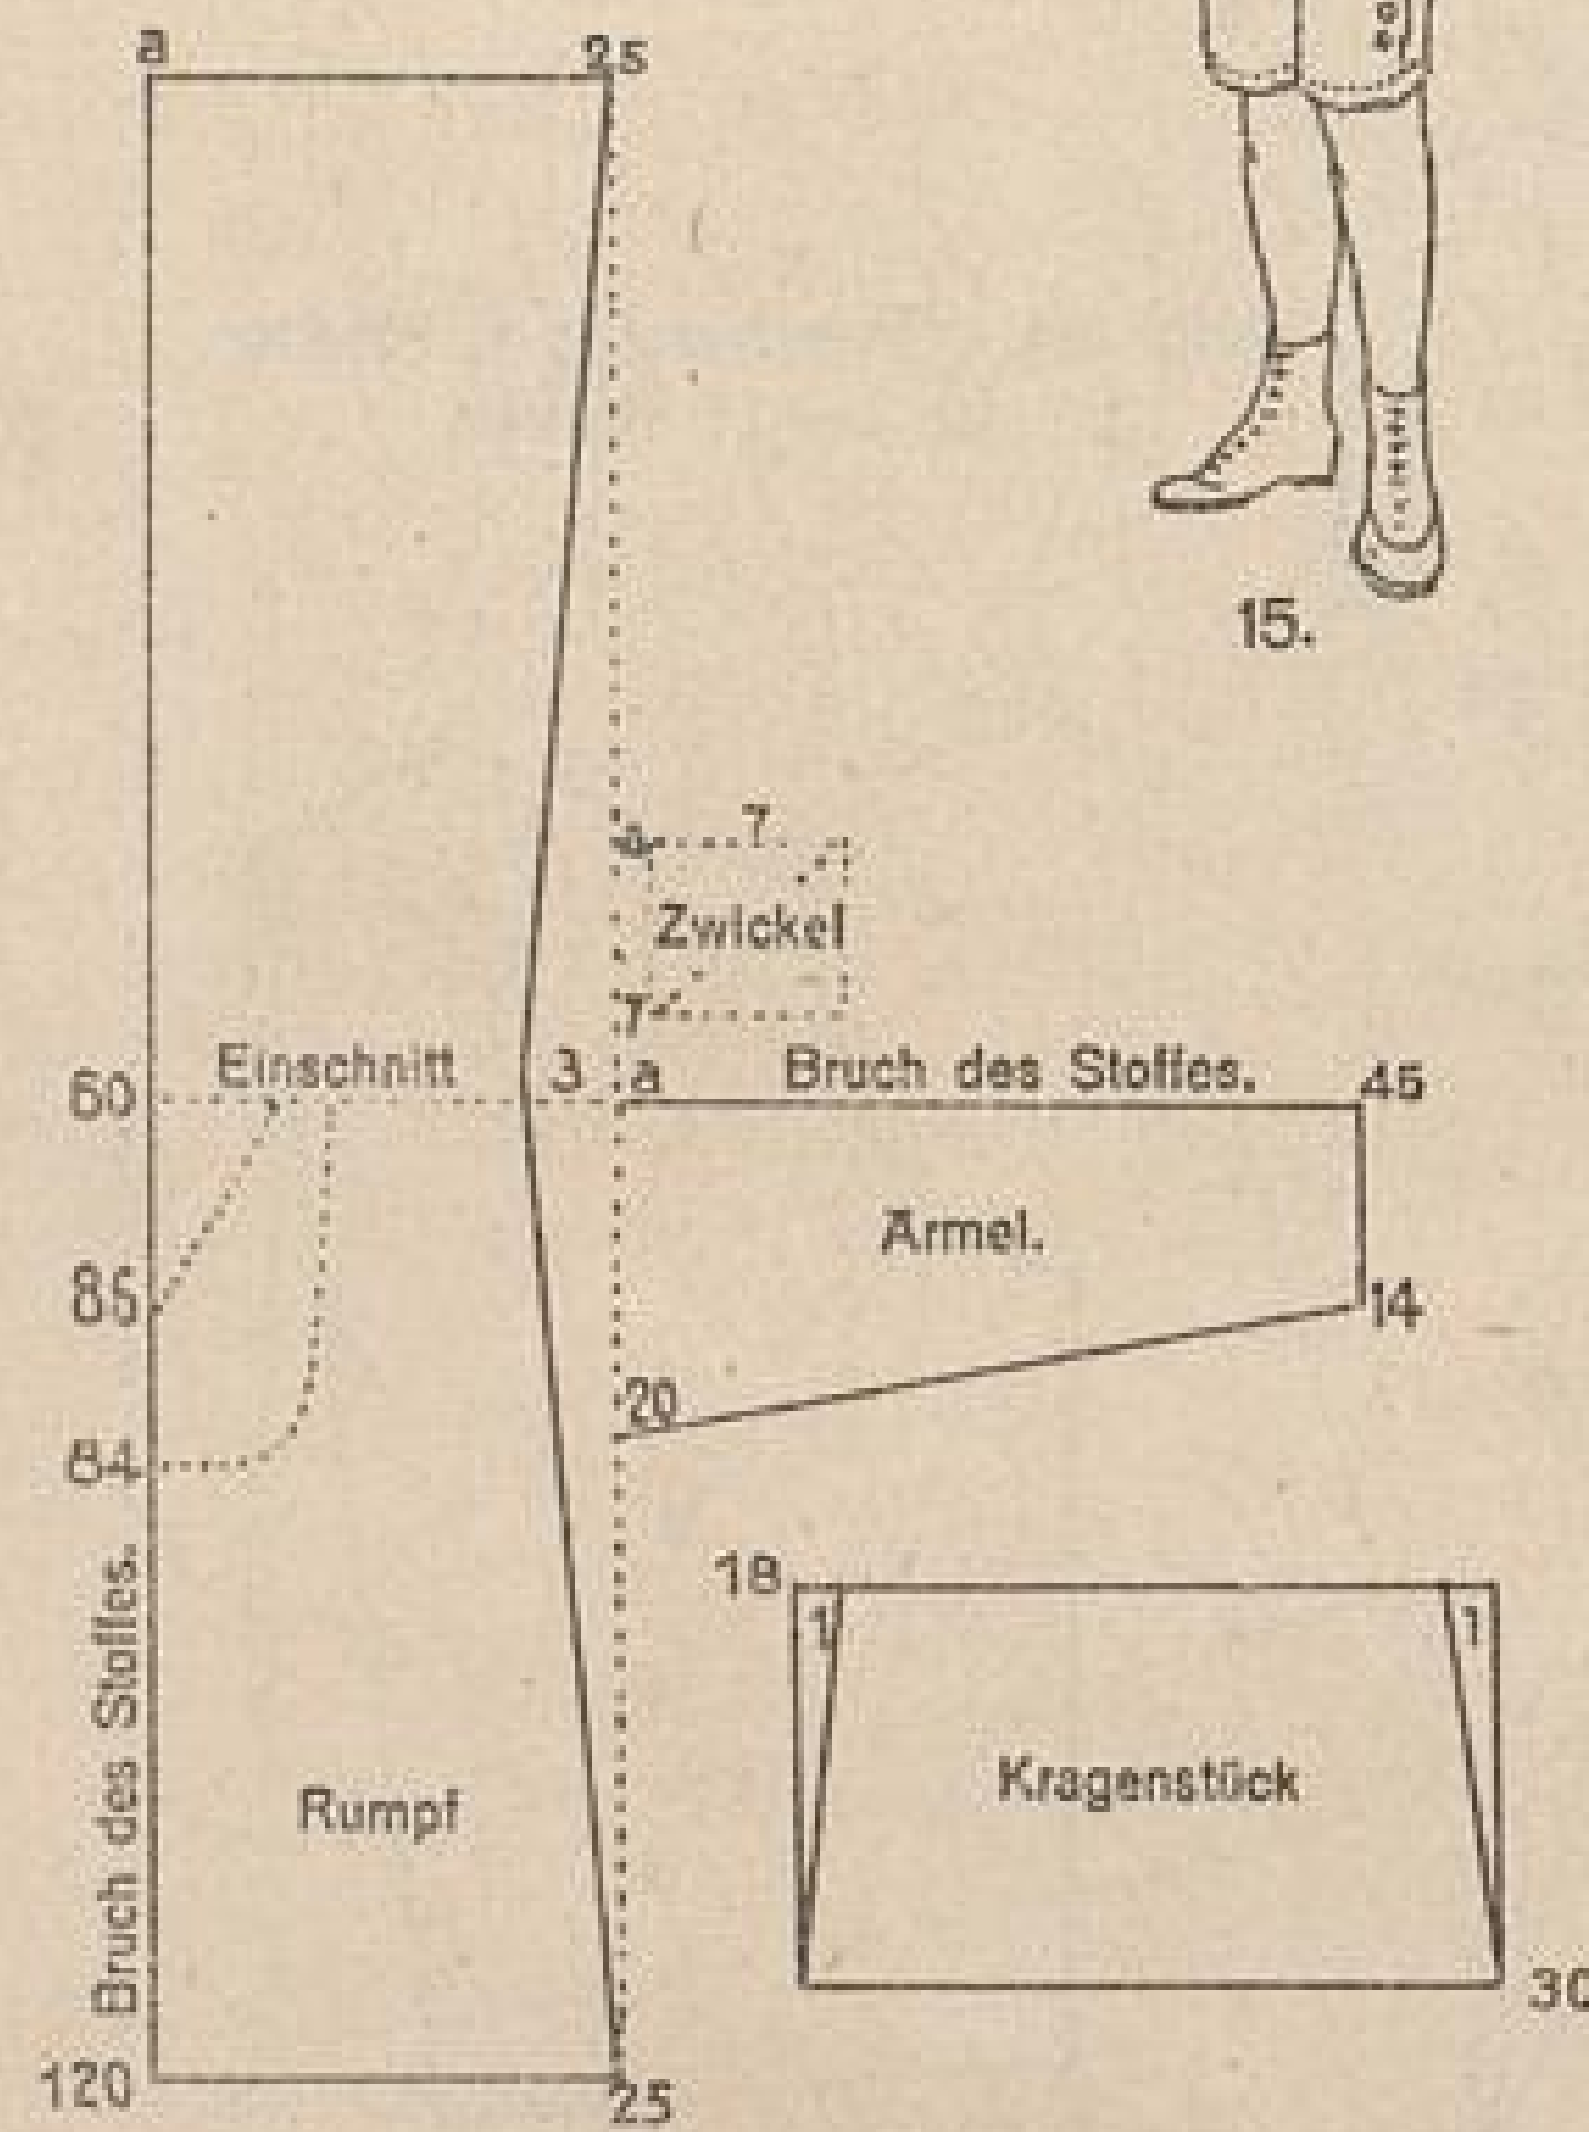 a
25
15.
7
Zwickel
7
Einschnitt
3
a
Bruch des Stoffes.
45
60
Ärmel.
85
14
20
84
18
1
1
Bruch des Stoffes.
Kragenstück
Rumpf
30
120
25